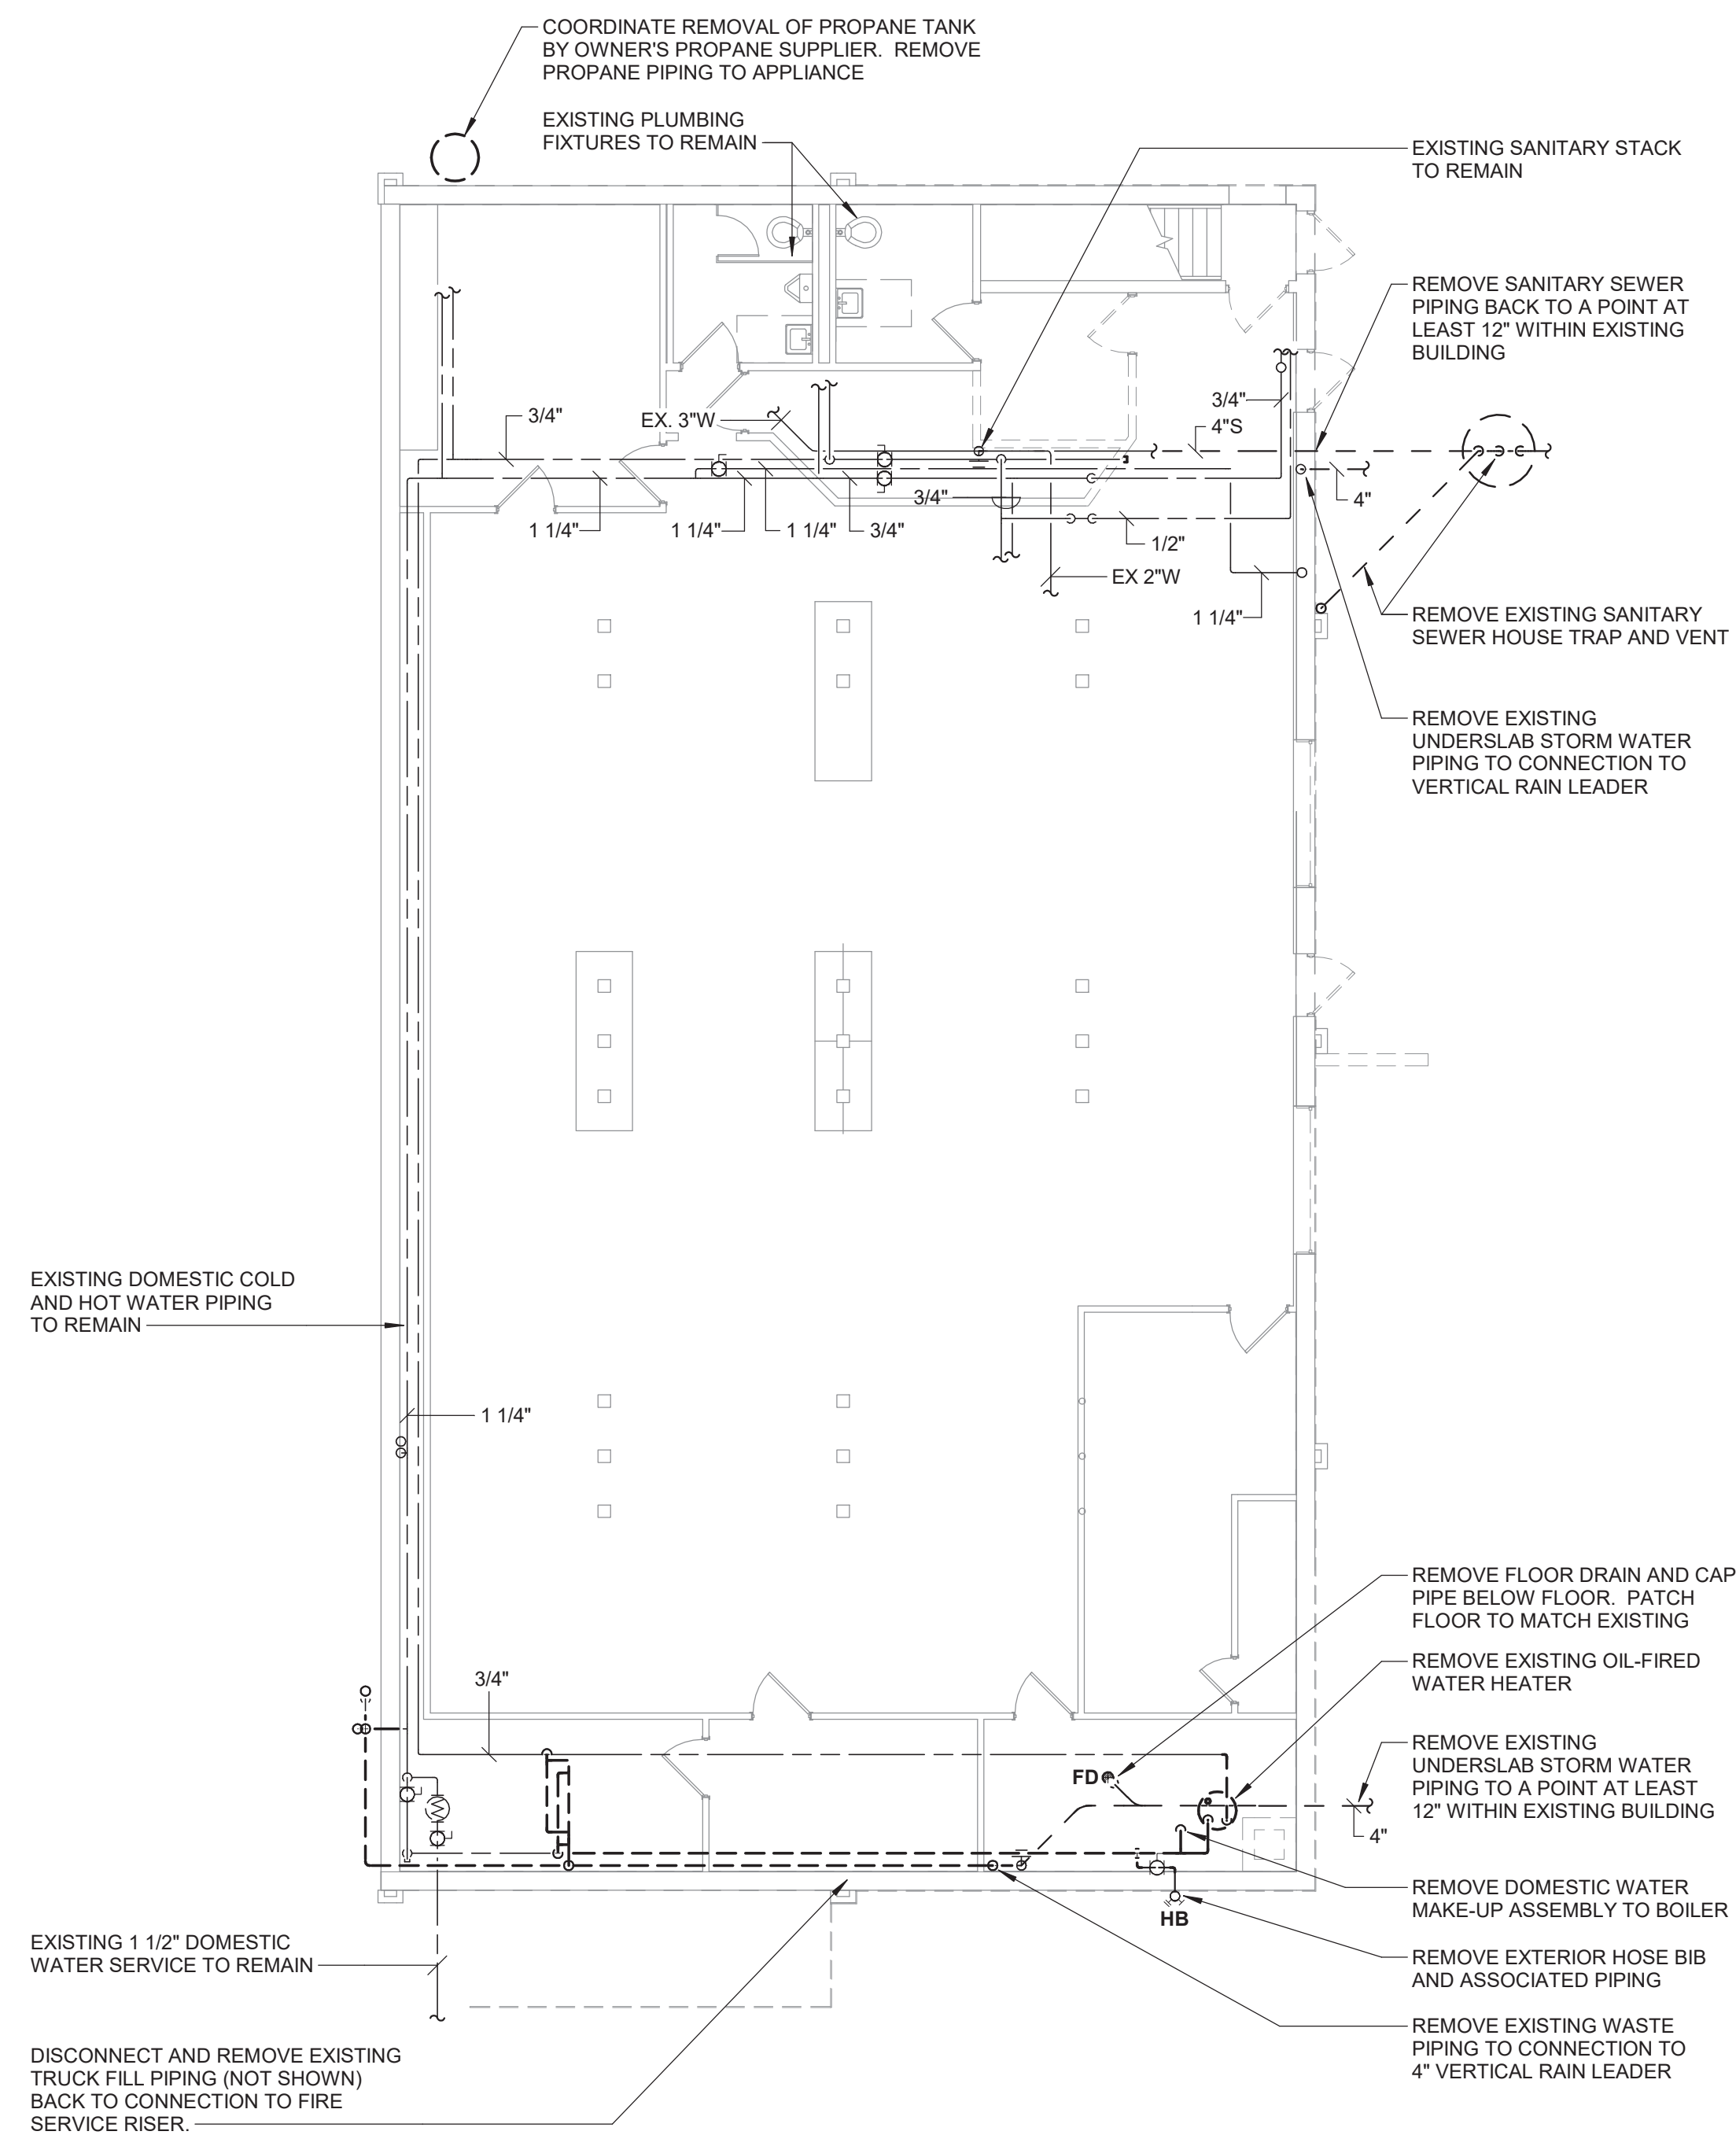 COORDINATE REMOVAL OF PROPANE TANK
BY OWNER'S PROPANE SUPPLIER. REMOVE
PROPANE PIPING TO APPLIANCE
EXISTING PLUMBING
FIXTURES TO REMAIN
EXISTING SANITARY STACK
TO REMAIN
REMOVE SANITARY SEWER
PIPING BACK TO A POINT AT
LEAST 12" WITHIN EXISTING
BUILDING
3/4"
EX. 3"W
3/4"
4"S
4"
3/4"
1 1/4"
1 1/4"
1 1/4"
3/4"
1/2"
EX 2"W
1 1/4"
REMOVE EXISTING SANITARY
SEWER HOUSE TRAP AND VENT
REMOVE EXISTING
UNDERSLAB STORM WATER
PIPING TO CONNECTION TO
VERTICAL RAIN LEADER
EXISTING DOMESTIC COLD
AND HOT WATER PIPING
TO REMAIN
1 1/4"
REMOVE FLOOR DRAIN AND CAP
PIPE BELOW FLOOR. PATCH
FLOOR TO MATCH EXISTING
REMOVE EXISTING OIL-FIRED
WATER HEATER
3/4"
REMOVE EXISTING
UNDERSLAB STORM WATER
PIPING TO A POINT AT LEAST
12" WITHIN EXISTING BUILDING
FD
4"
REMOVE DOMESTIC WATER
MAKE-UP ASSEMBLY TO BOILER
HB
EXISTING 1 1/2" DOMESTIC
WATER SERVICE TO REMAIN
REMOVE EXTERIOR HOSE BIB
AND ASSOCIATED PIPING
REMOVE EXISTING WASTE
PIPING TO CONNECTION TO
4" VERTICAL RAIN LEADER
DISCONNECT AND REMOVE EXISTING
TRUCK FILL PIPING (NOT SHOWN)
BACK TO CONNECTION TO FIRE
SERVICE RISER.